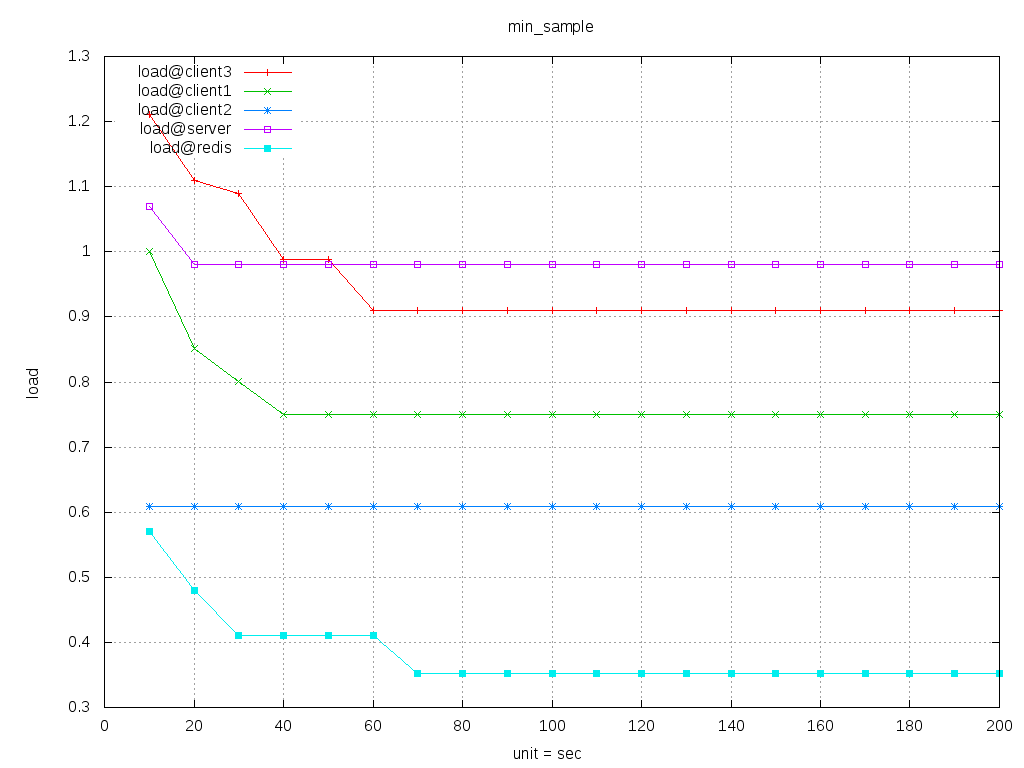 min_sample
1.3
load@client3
load@client1
load@client2
1.2
load@server
load@redis
1.1
1
0.9
0.8
load
0.7
0.6
0.5
0.4
0.3
0 20 40 60 80 100 120 140 160 180 200
unit = sec